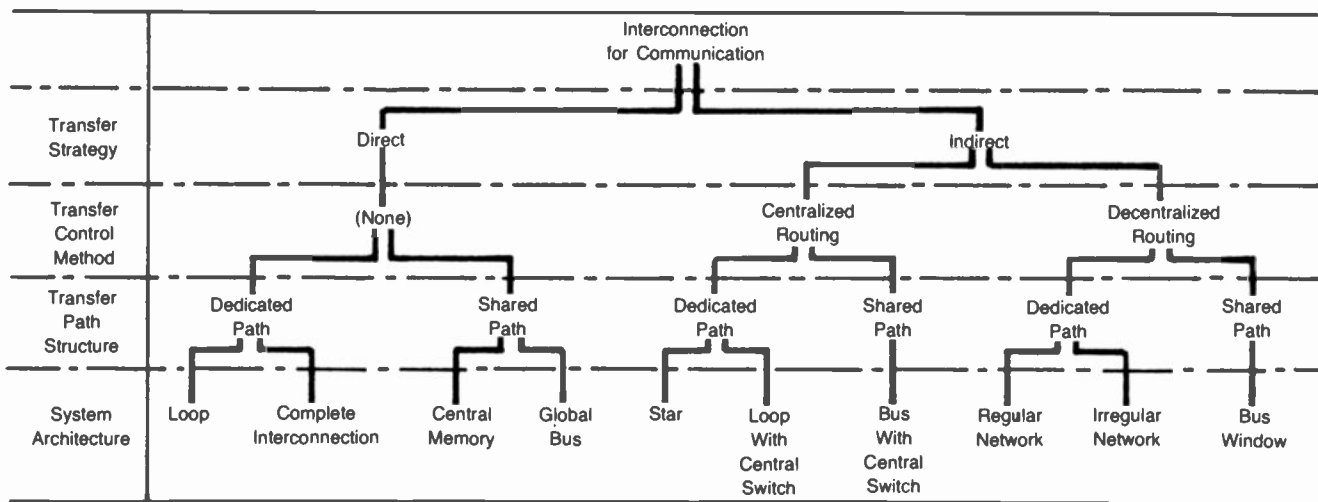 Interconnection
for Communication
Transfer
Strategy
Direct
Indirect
Transfer
Control
Method
(None)
Centralized
Routing
Decentralized
Routing
Transfer
Path
Structure
Dedicated
Path
Shared
Path
Dedicated
Path
Shared
Path
Dedicated
Path
Shared
Path
System
Architecture
Loop
Complete
Interconnection
Central
Memory
Global
Bus
Star
Loop
With
Central
Switch
Bus
With
Central
Switch
Regular
Network
Irregular
Network
Bus
Window